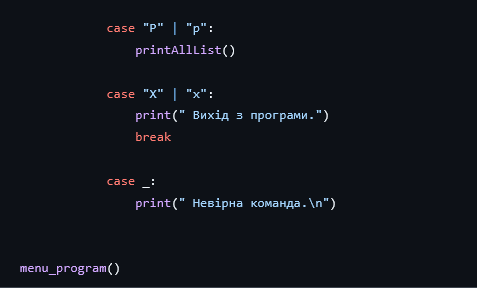 case "P" | "p":
printAllList()
case "X" | "x":
print(" Вихід з програми.")
break
case _:
print(" Невірна команда.\n")
menu_program()